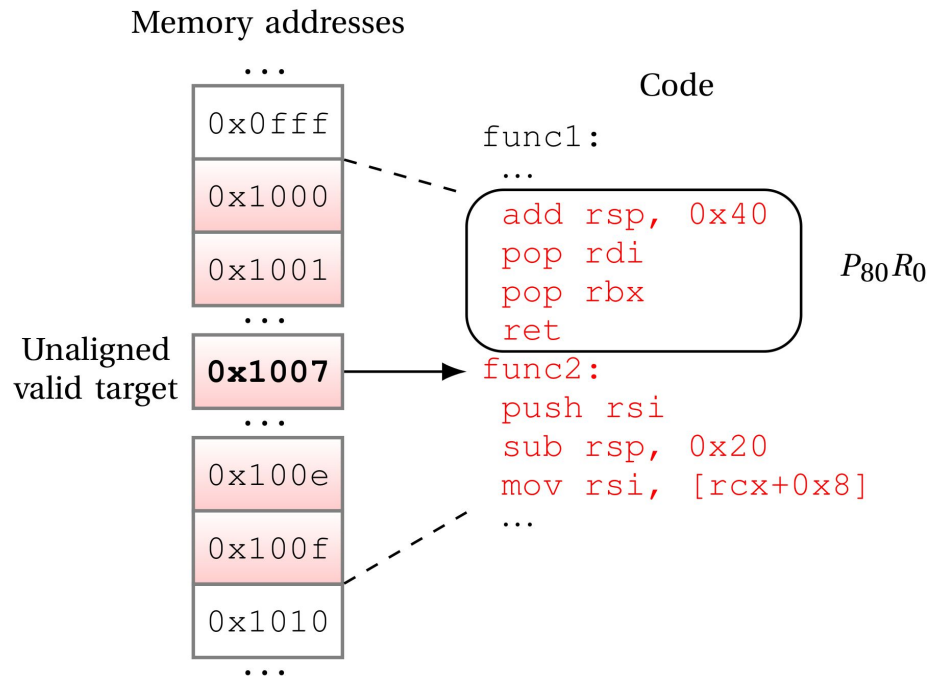 Memory addresses
...
0x0fff
0x1000
0x1001
...
Unaligned
valid target
0x1007
...
0x100e
0x100f
0x1010
...
Code
func1:
...
add rsp, 0x40
pop rdi
pop rbx
ret
func2:
push rsi
sub rsp, 0x20
mov rsi, [rcx+0x8]
...
P80R0